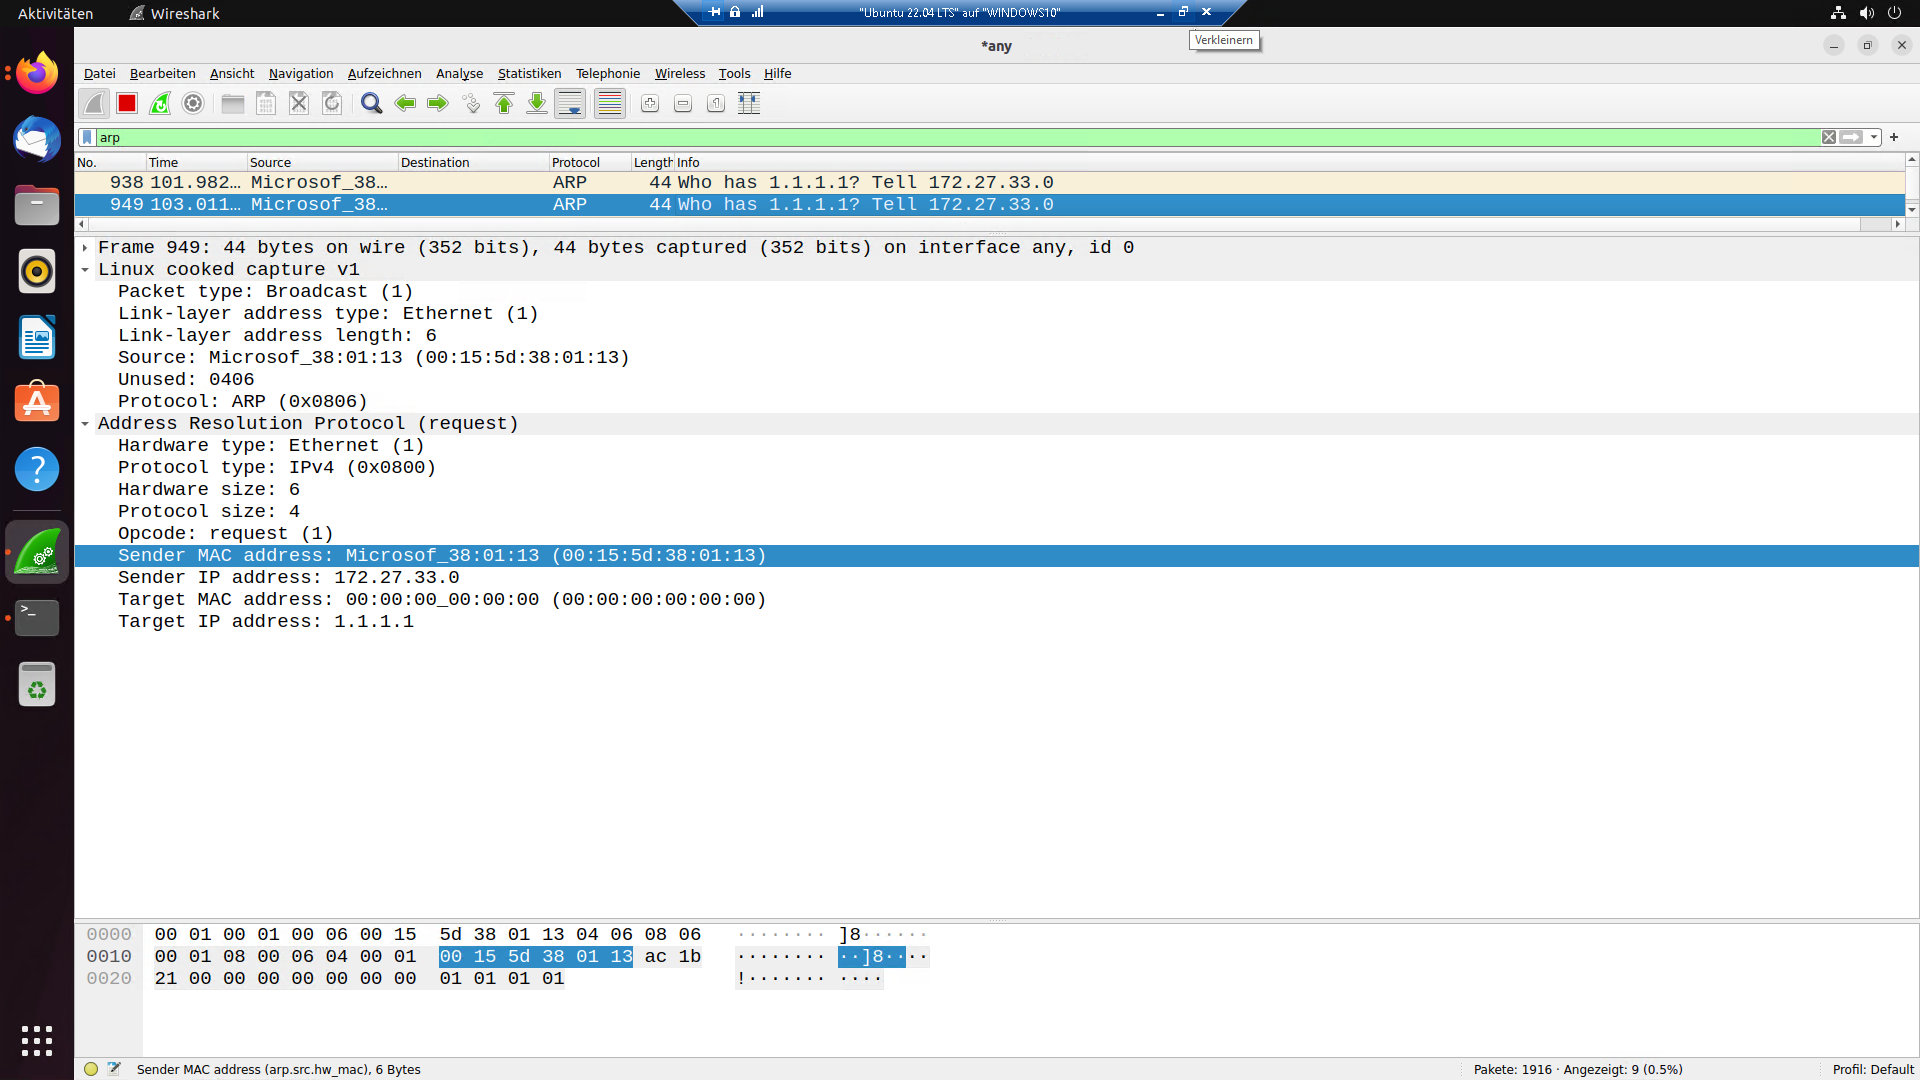 Aktivitäten Wireshark "Ubuntu 22.04 LTS" auf "WINDOWS10"
Verkleinern
*any
Datei Bearbeiten Ansicht Navigation Aufzeichnen Analyse Statistiken Telephonie Wireless Tools Hilfe
arp
No. Time Source Destination Protocol Length Info
938 101.982… Microsof_38… ARP 44 Who has 1.1.1.1? Tell 172.27.33.0
949 103.011… Microsof_38… ARP 44 Who has 1.1.1.1? Tell 172.27.33.0
Frame 949: 44 bytes on wire (352 bits), 44 bytes captured (352 bits) on interface any, id 0
Linux cooked capture v1
Packet type: Broadcast (1)
Link-layer address type: Ethernet (1)
Link-layer address length: 6
Source: Microsof_38:01:13 (00:15:5d:38:01:13)
Unused: 0406
Protocol: ARP (0x0806)
Address Resolution Protocol (request)
Hardware type: Ethernet (1)
Protocol type: IPv4 (0x0800)
Hardware size: 6
Protocol size: 4
Opcode: request (1)
Sender MAC address: Microsof_38:01:13 (00:15:5d:38:01:13)
Sender IP address: 172.27.33.0
Target MAC address: 00:00:00_00:00:00 (00:00:00:00:00:00)
Target IP address: 1.1.1.1
0000 00 01 00 01 00 06 00 15 5d 38 01 13 04 06 08 06 ········ ]8······
0010 00 01 08 00 06 04 00 01 00 15 5d 38 01 13 ac 1b ········ ··]8····
0020 21 00 00 00 00 00 00 00 01 01 01 01 !······· ····
Sender MAC address (arp.src.hw_mac), 6 Bytes Pakete: 1916 · Angezeigt: 9 (0.5%) Profil: Default